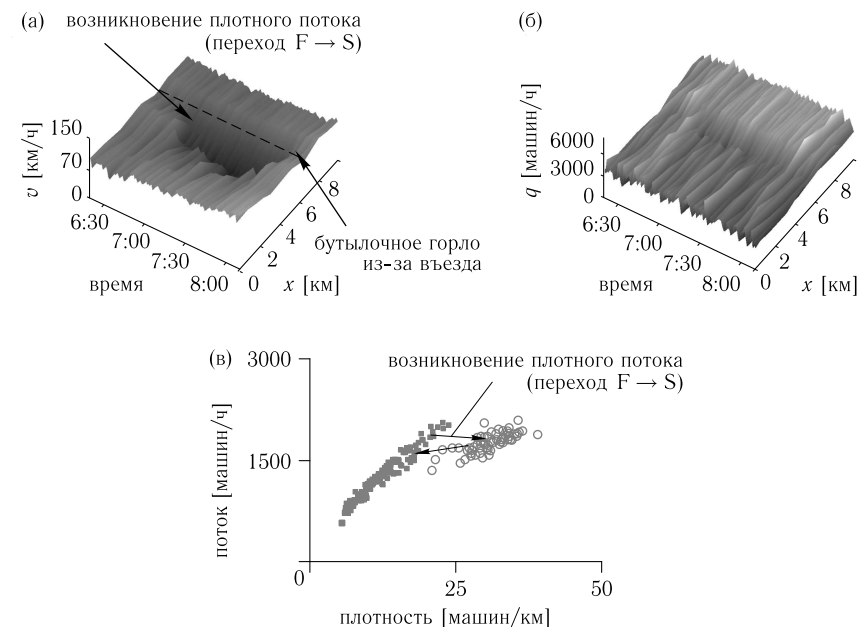 (а)
возникновение плотного потока
(переход F → S)
v [км/ч]
150
70
0
6:30
7:00
7:30
8:00
время
0
2
4
6
8
x [км]
бутылочное горло
из-за въезда
(б)
q [машин/ч]
6000
3000
0
6:30
7:00
7:30
8:00
время
0
2
4
6
8
x [км]
(в)
возникновение плотного потока
(переход F → S)
поток [машин/ч]
3000
1500
0
25
50
плотность [машин/км]